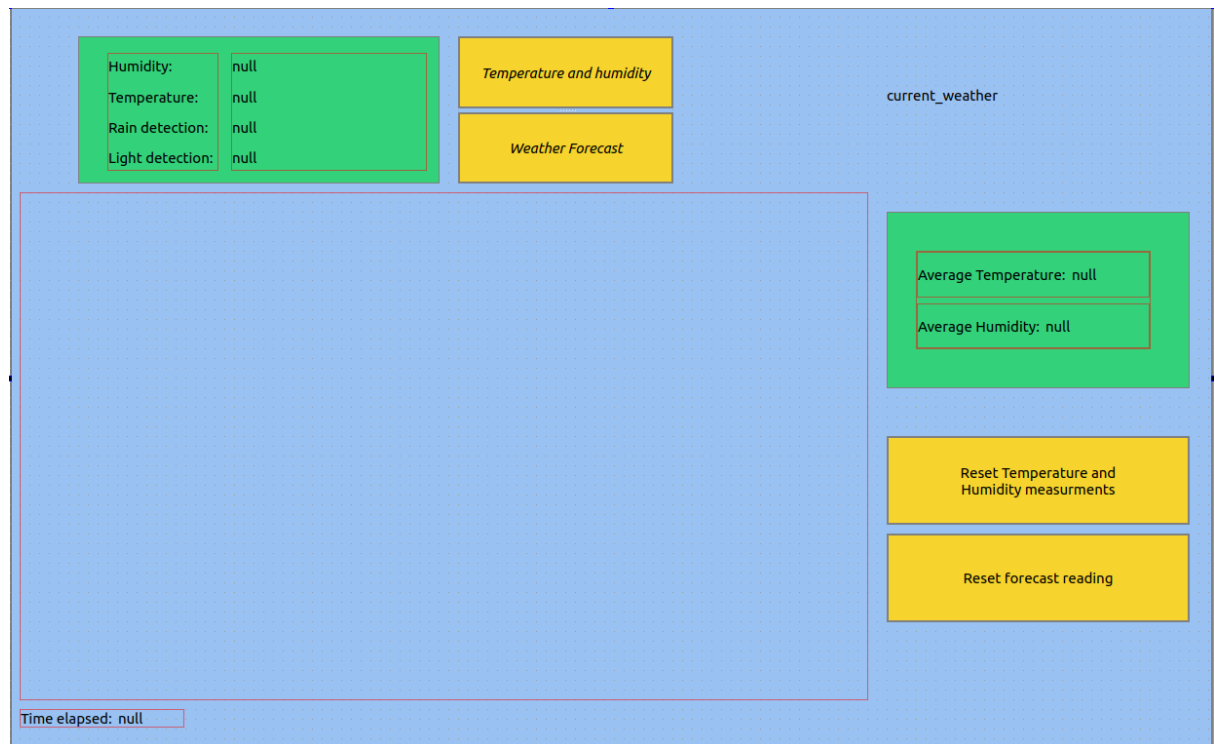 Humidity: null
Temperature: null
Rain detection: null
Light detection: null
Temperature and humidity
Weather Forecast
current_weather
Average Temperature: null
Average Humidity: null
Reset Temperature and
Humidity measurments
Reset forecast reading
Time elapsed: null